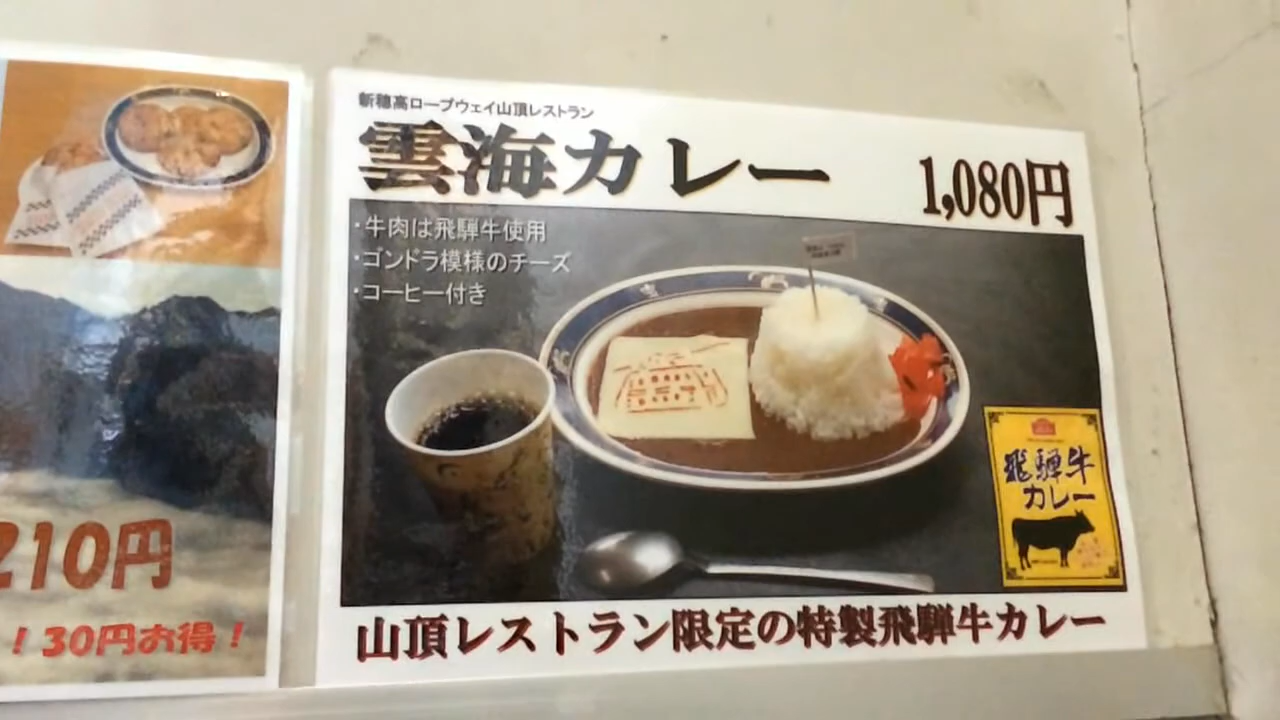 新穂高ロープウェイ山頂レストラン
雲海カレー
1,080円
・牛肉は飛騨牛使用
・ゴンドラ模様のチーズ
・コーヒー付き
飛騨牛
カレー
山頂レストラン限定の特製飛騨牛カレー
210円
！30円お得！